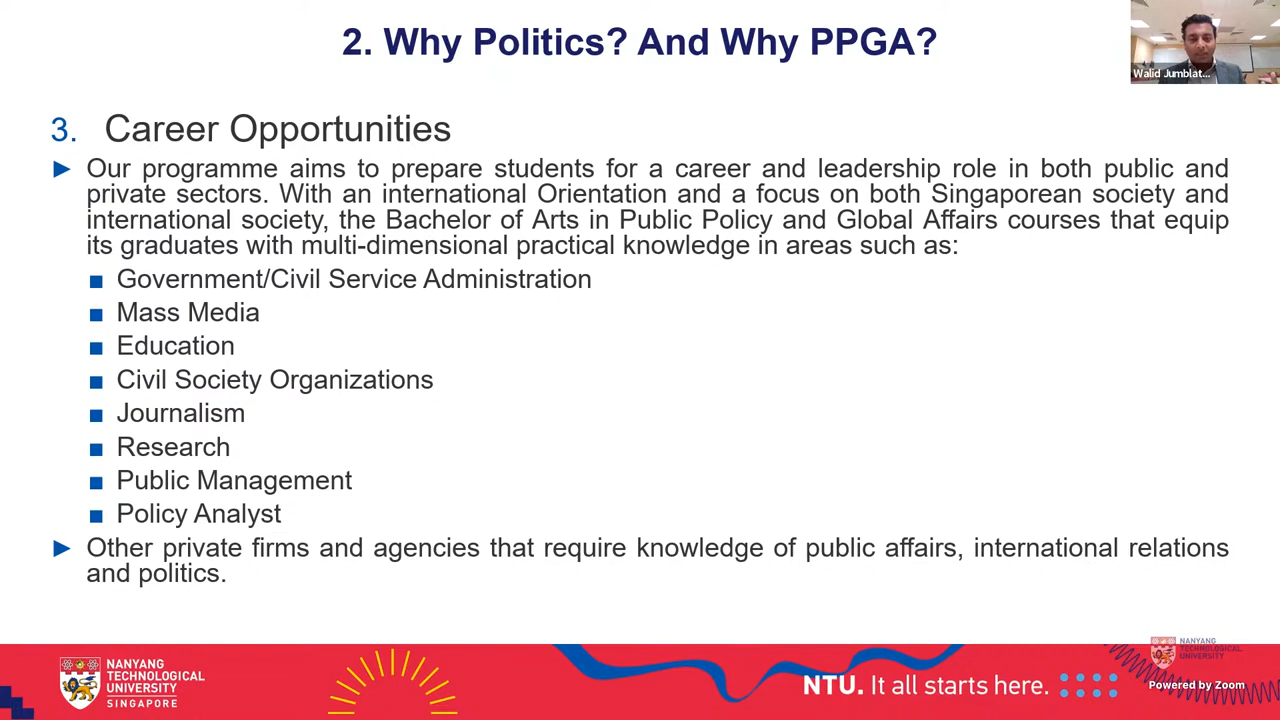 2. Why Politics? And Why PPGA?
Walid Jumblat...
3. Career Opportunities
► Our programme aims to prepare students for a career and leadership role in both public and
private sectors. With an international Orientation and a focus on both Singaporean society and
international society, the Bachelor of Arts in Public Policy and Global Affairs courses that equip
its graduates with multi-dimensional practical knowledge in areas such as:
■ Government/Civil Service Administration
■ Mass Media
■ Education
■ Civil Society Organizations
■ Journalism
■ Research
■ Public Management
■ Policy Analyst
► Other private firms and agencies that require knowledge of public affairs, international relations
and politics.
NANYANG
TECHNOLOGICAL
UNIVERSITY
SINGAPORE
NTU. It all starts here.
NANYANG
TECHNOLOGICAL
UNIVERSITY
Powered by Zoom